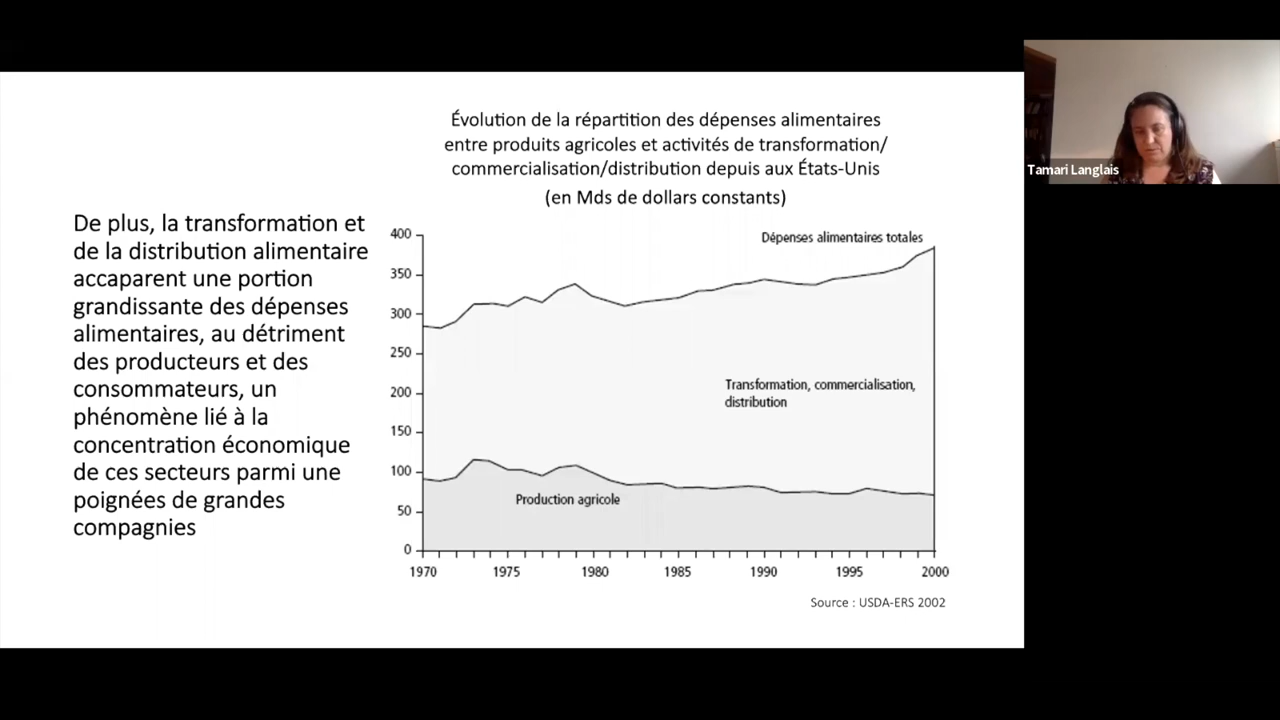 Évolution de la répartition des dépenses alimentaires
entre produits agricoles et activités de transformation/
commercialisation/distribution depuis aux États-Unis
(en Mds de dollars constants)
Tamari Langlais
De plus, la transformation et
de la distribution alimentaire
accaparent une portion
grandissante des dépenses
alimentaires, au détriment
des producteurs et des
consommateurs, un
phénomène lié à la
concentration économique
de ces secteurs parmi une
poignées de grandes
compagnies
400
350
300
250
200
150
100
50
0
Dépenses alimentaires totales
Transformation, commercialisation,
distribution
Production agricole
1970 1975 1980 1985 1990 1995 2000
Source : USDA-ERS 2002